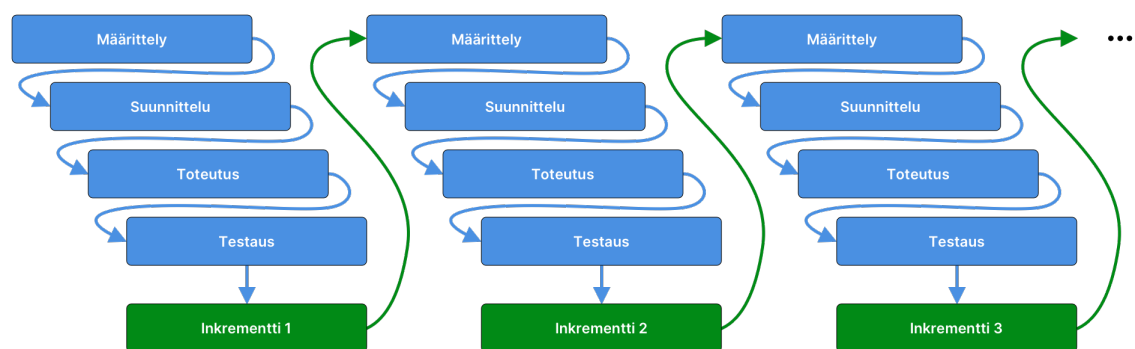 Määrittely
Suunnittelu
Toteutus
Testaus
Inkrementti 1
Määrittely
Suunnittelu
Toteutus
Testaus
Inkrementti 2
Määrittely
Suunnittelu
Toteutus
Testaus
Inkrementti 3
...